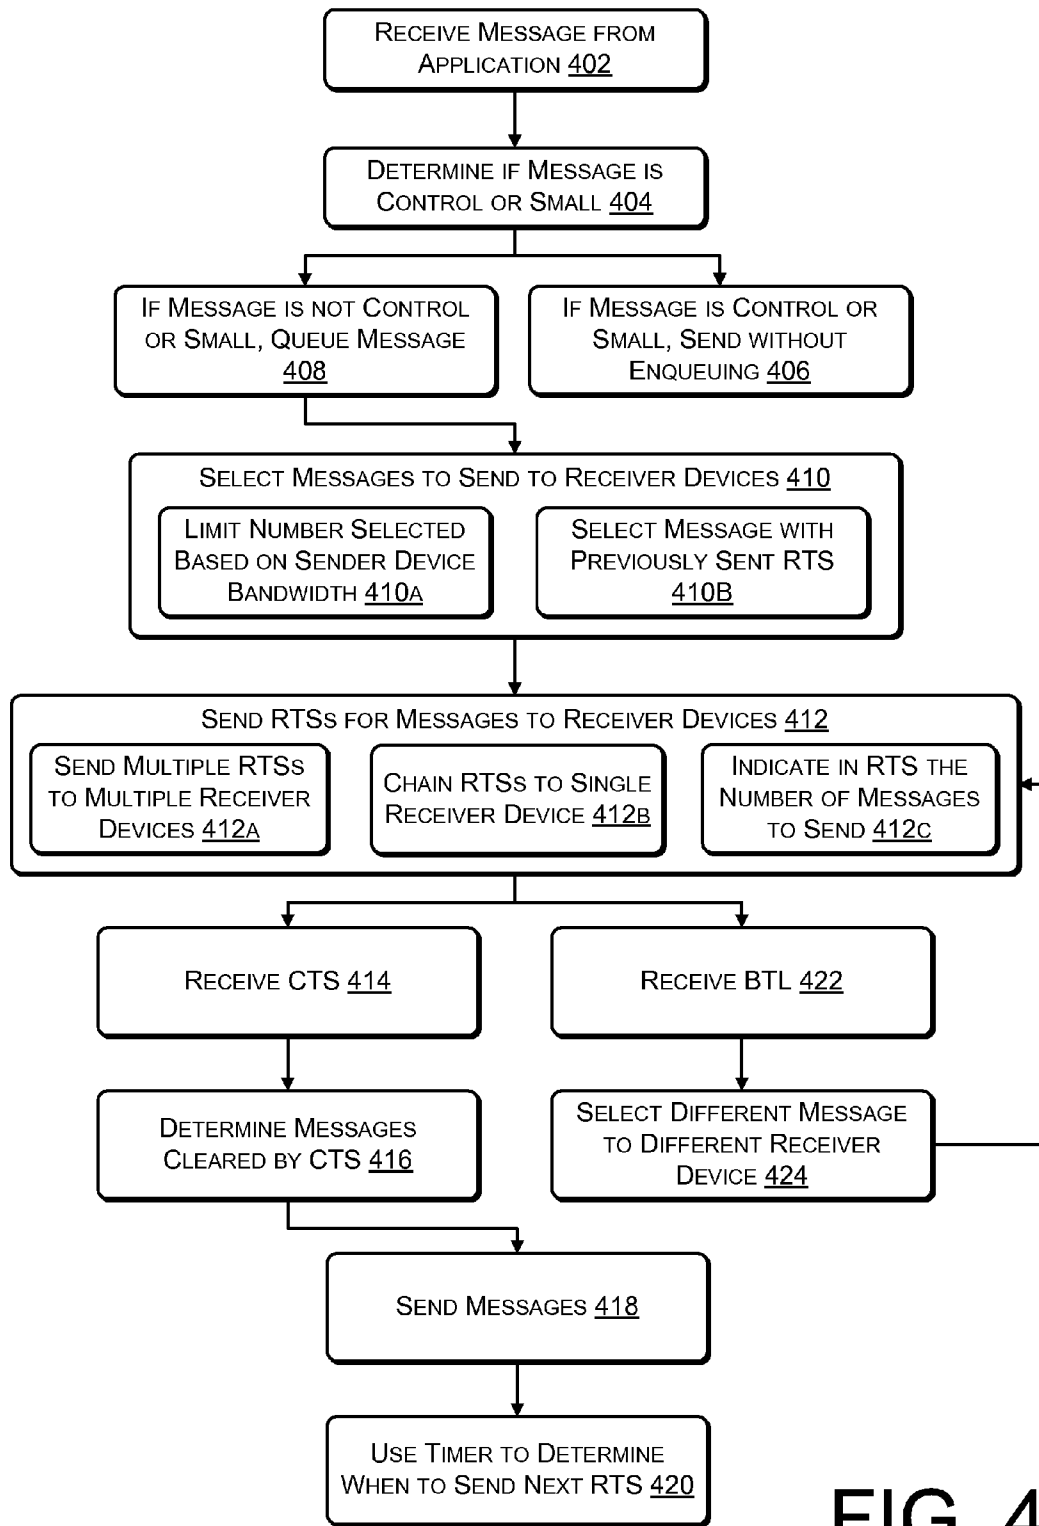 RECEIVE MESSAGE FROM
APPLICATION 402
DETERMINE IF MESSAGE IS
CONTROL OR SMALL 404
IF MESSAGE IS NOT CONTROL
OR SMALL, QUEUE MESSAGE
408
IF MESSAGE IS CONTROL OR
SMALL, SEND WITHOUT
ENQUEUING 406
SELECT MESSAGES TO SEND TO RECEIVER DEVICES 410
LIMIT NUMBER SELECTED
BASED ON SENDER DEVICE
BANDWIDTH 410A
SELECT MESSAGE WITH
PREVIOUSLY SENT RTS
410B
SEND RTSS FOR MESSAGES TO RECEIVER DEVICES 412
SEND MULTIPLE RTSS
TO MULTIPLE RECEIVER
DEVICES 412A
CHAIN RTSS TO SINGLE
RECEIVER DEVICE 412B
INDICATE IN RTS THE
NUMBER OF MESSAGES
TO SEND 412C
RECEIVE CTS 414
RECEIVE BTL 422
DETERMINE MESSAGES
CLEARED BY CTS 416
SELECT DIFFERENT MESSAGE
TO DIFFERENT RECEIVER
DEVICE 424
SEND MESSAGES 418
USE TIMER TO DETERMINE
WHEN TO SEND NEXT RTS 420
FIG. 4